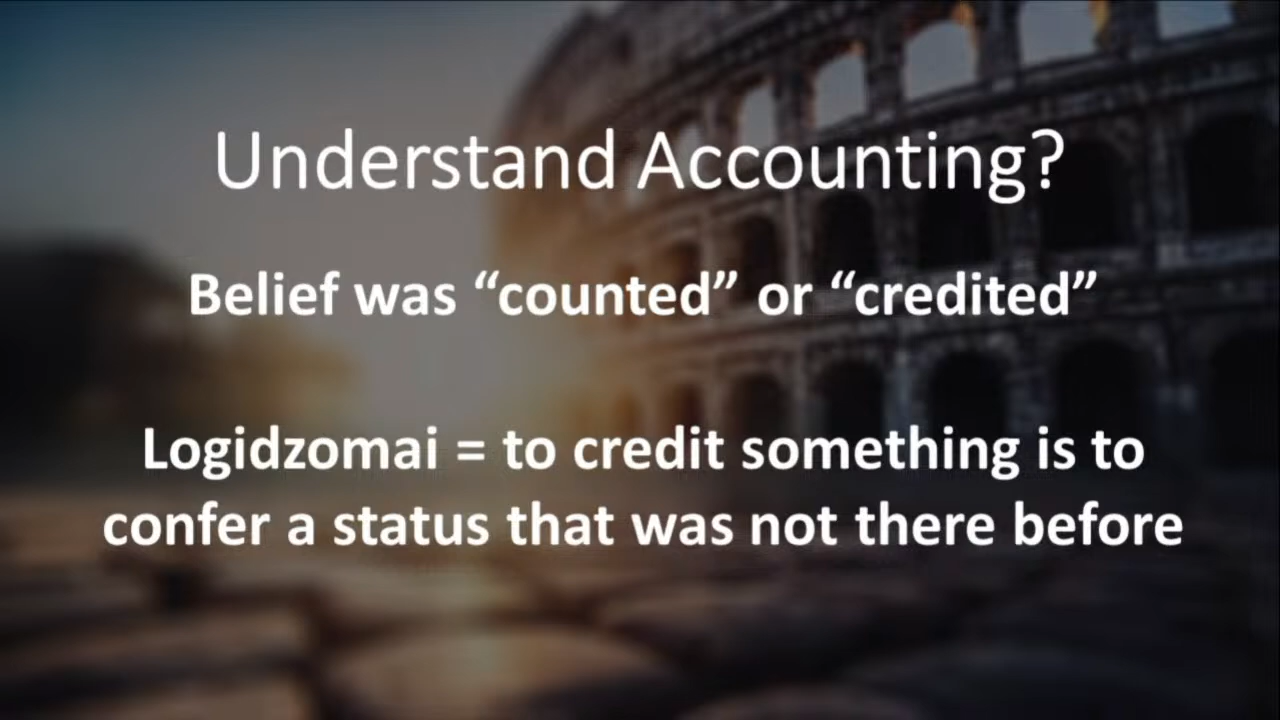 Understand Accounting?
Belief was “counted” or “credited”
Logidzomai = to credit something is to
confer a status that was not there before